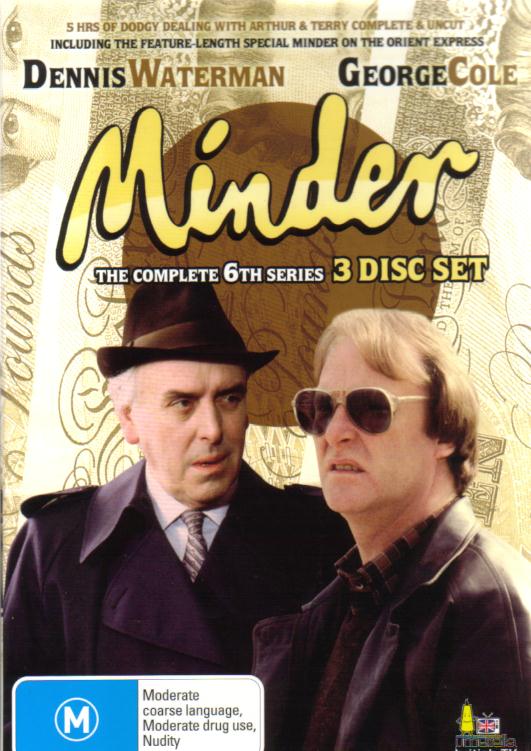 5 HRS OF DODGY DEALING WITH ARTHUR & TERRY COMPLETE & UNCUT
INCLUDING THE FEATURE-LENGTH SPECIAL MINDER ON THE ORIENT EXPRESS
DENNIS WATERMAN GEORGE COLE
Minder
THE COMPLETE 6TH SERIES 3 DISC SET
ounds
M
Moderate
coarse language,
Moderate drug use,
Nudity